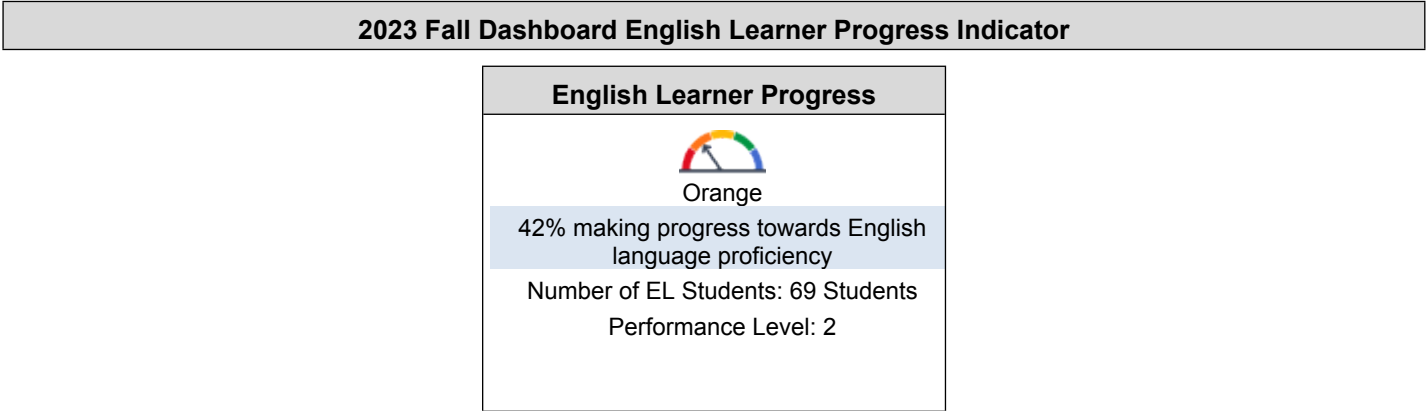 2023 Fall Dashboard English Learner Progress Indicator
English Learner Progress
Orange
42% making progress towards English
language proficiency
Number of EL Students: 69 Students
Performance Level: 2